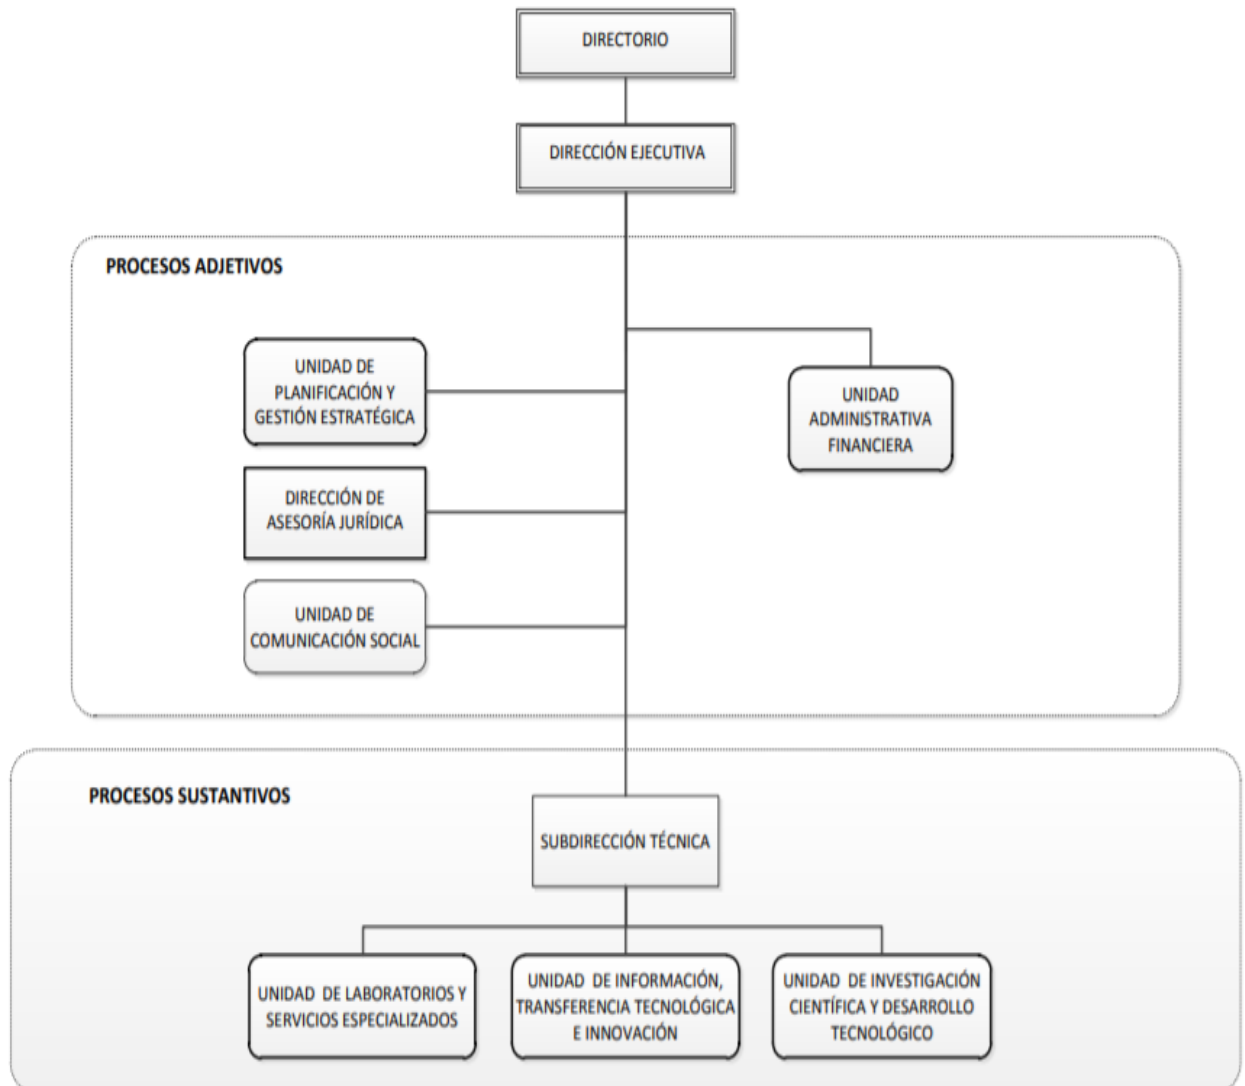 DIRECTORIO
DIRECCIÓN EJECUTIVA
PROCESOS ADJETIVOS
UNIDAD DE
PLANIFICACIÓN Y
GESTIÓN ESTRATÉGICA
UNIDAD
ADMINISTRATIVA
FINANCIERA
DIRECCIÓN DE
ASESORÍA JURÍDICA
UNIDAD DE
COMUNICACIÓN SOCIAL
PROCESOS SUSTANTIVOS
SUBDIRECCIÓN TÉCNICA
UNIDAD DE LABORATORIOS Y
SERVICIOS ESPECIALIZADOS
UNIDAD DE INFORMACIÓN,
TRANSFERENCIA TECNOLÓGICA
E INNOVACIÓN
UNIDAD DE INVESTIGACIÓN
CIENTÍFICA Y DESARROLLO
TECNOLÓGICO